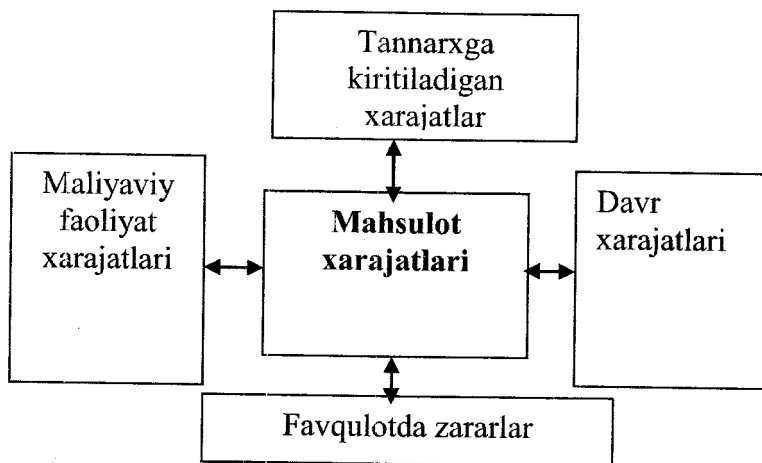 Tannarxga
kiritiladigan
xarajatlar
Maliyaviy
faoliyat
xarajatlari
Mahsulot
xarajatlari
Davr
xarajatlari
Favqulotda zararlar